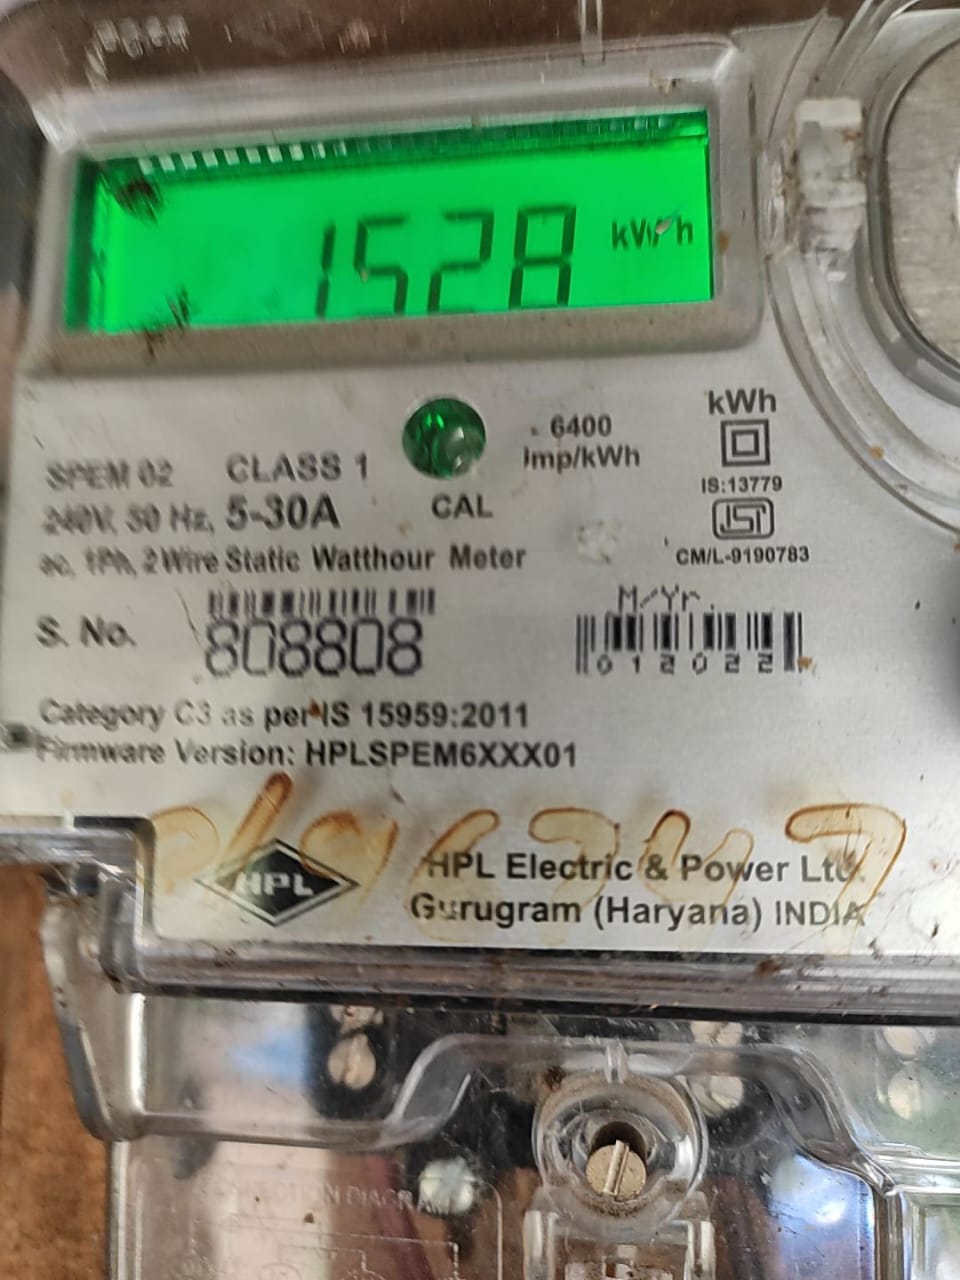 1528 kWh
kWh
6400
imp/kWh
SPEM 02 CLASS 1
IS:13779
240V, 50 Hz, 5-30A
CAL
ISI
CM/L-9190783
ac, 1Ph, 2 Wire Static Watthour Meter
M/Yr.
S. No. 808808
012022
Category C3 as per IS 15959:2011
Firmware Version: HPLSPEM6XXX01
HPL
HPL Electric & Power Ltd.
Gurugram (Haryana) INDIA